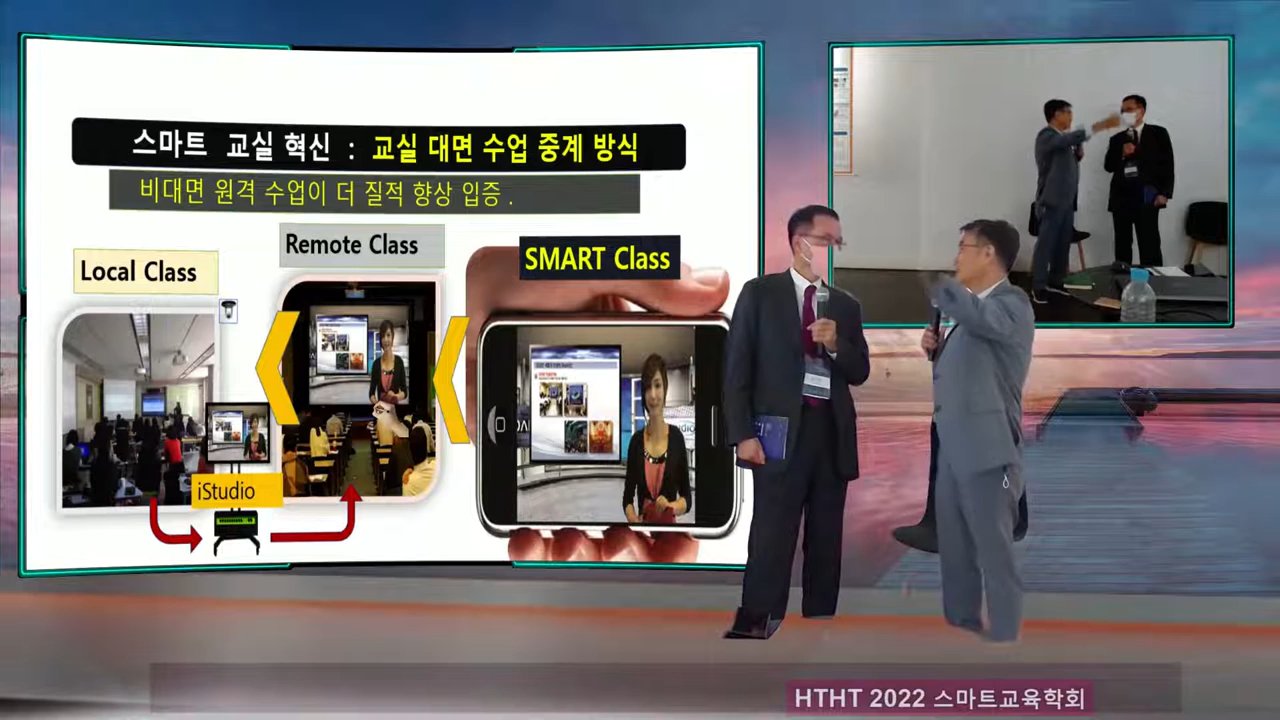 스마트 교실 혁신 : 교실 대면 수업 중계 방식
비대면 원격 수업이 더 질적 향상 입증 .
Local Class
Remote Class
SMART Class
iStudio
HTHT 2022 스마트교육학회